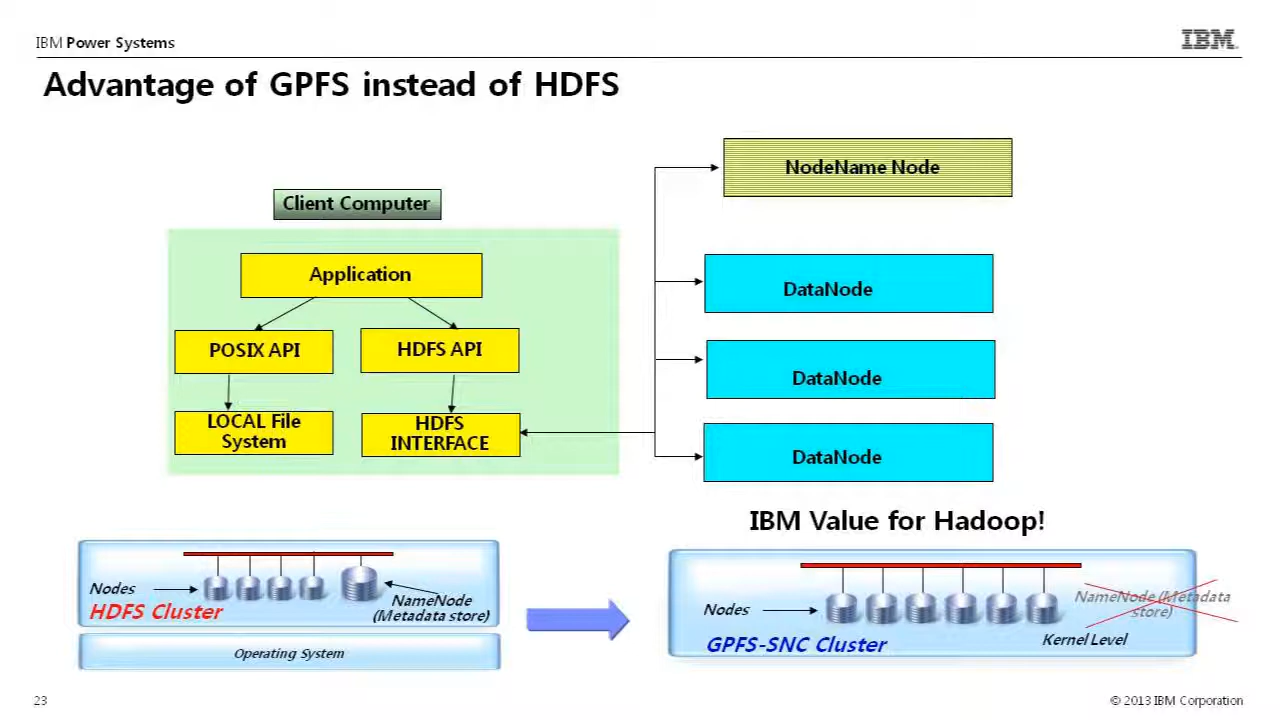 IBM Power Systems
IBM
Advantage of GPFS instead of HDFS
NodeName Node
Client Computer
Application
DataNode
POSIX API
HDFS API
DataNode
LOCAL File
System
HDFS
INTERFACE
DataNode
IBM Value for Hadoop!
Nodes
HDFS Cluster
NameNode
(Metadata store)
Operating System
Nodes
NameNode (Metadata
store)
GPFS-SNC Cluster
Kernel Level
23
© 2013 IBM Corporation